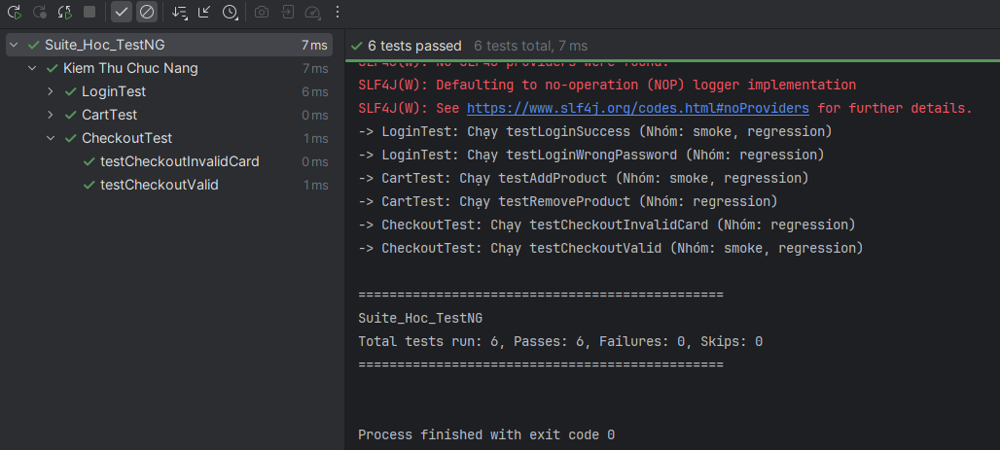 Suite_Hoc_TestNG 7 ms
Kiem Thu Chuc Nang 7 ms
LoginTest 6 ms
CartTest 0 ms
CheckoutTest 1 ms
testCheckoutInvalidCard 0 ms
testCheckoutValid 1 ms
6 tests passed 6 tests total, 7 ms
SLF4J(W): No SLF4J providers were found.
SLF4J(W): Defaulting to no-operation (NOP) logger implementation
SLF4J(W): See https://www.slf4j.org/codes.html#noProviders for further details.
-> LoginTest: Chạy testLoginSuccess (Nhóm: smoke, regression)
-> LoginTest: Chạy testLoginWrongPassword (Nhóm: regression)
-> CartTest: Chạy testAddProduct (Nhóm: smoke, regression)
-> CartTest: Chạy testRemoveProduct (Nhóm: regression)
-> CheckoutTest: Chạy testCheckoutInvalidCard (Nhóm: regression)
-> CheckoutTest: Chạy testCheckoutValid (Nhóm: smoke, regression)
===============================================
Suite_Hoc_TestNG
Total tests run: 6, Passes: 6, Failures: 0, Skips: 0
===============================================
Process finished with exit code 0